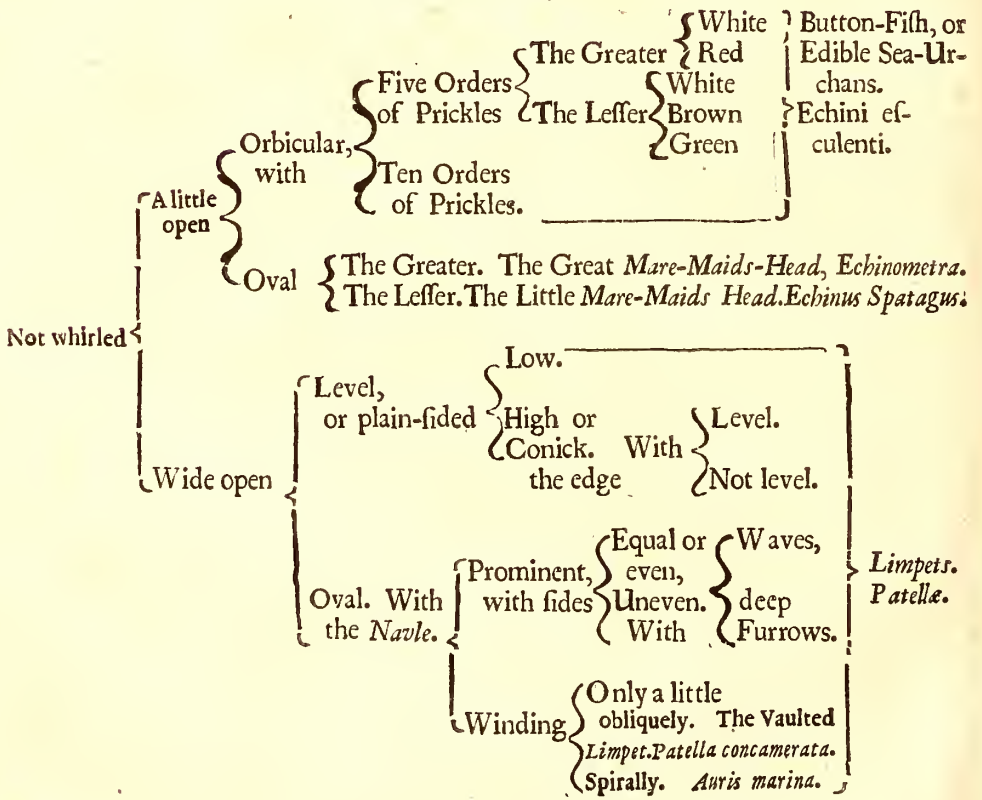 Not whirled
A little
open
Orbicular,
with
Five Orders
of Prickles
The Greater
White
Red
The Leſſer
White
Brown
Green
Ten Orders
of Prickles.
Button-Fiſh, or
Edible Sea-Ur-
chans.
Echini eſ-
culenti.
Oval
The Greater. The Great Mare-Maids-Head, Echinometra.
The Leſſer. The Little Mare-Maids Head. Echinus Spatagus.
Wide open
Level,
or plain-ſided
Low.
High or
Conick. With
the edge
Level.
Not level.
Oval. With
the Navle.
Prominent,
with ſides
Equal or
even,
Uneven.
With
Waves,
deep
Furrows.
Winding
Only a little
obliquely. The Vaulted
Limpet. Patella concamerata.
Spirally. Auris marina.
Limpets.
Patellæ.